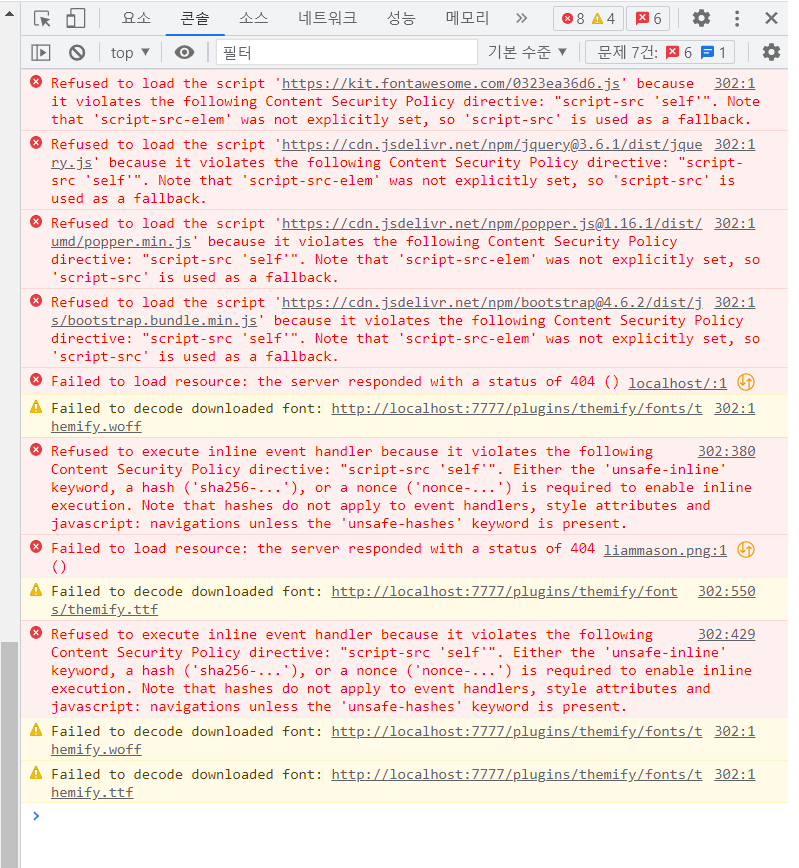 요소 콘솔 소스 네트워크 성능 메모리 » 8 4 6
top ▼ 필터 기본 수준 ▼ 문제 7건: 6 1
Refused to load the script 'https://kit.fontawesome.com/0323ea36d6.js' because 302:1
it violates the following Content Security Policy directive: "script-src 'self'". Note
that 'script-src-elem' was not explicitly set, so 'script-src' is used as a fallback.
Refused to load the script 'https://cdn.jsdelivr.net/npm/jquery@3.6.1/dist/jque 302:1
ry.js' because it violates the following Content Security Policy directive: "script-
src 'self'". Note that 'script-src-elem' was not explicitly set, so 'script-src' is
used as a fallback.
Refused to load the script 'https://cdn.jsdelivr.net/npm/popper.js@1.16.1/dist/ 302:1
umd/popper.min.js' because it violates the following Content Security Policy
directive: "script-src 'self'". Note that 'script-src-elem' was not explicitly set, so
'script-src' is used as a fallback.
Refused to load the script 'https://cdn.jsdelivr.net/npm/bootstrap@4.6.2/dist/j 302:1
s/bootstrap.bundle.min.js' because it violates the following Content Security Policy
directive: "script-src 'self'". Note that 'script-src-elem' was not explicitly set, so
'script-src' is used as a fallback.
Failed to load resource: the server responded with a status of 404 () localhost/:1
Failed to decode downloaded font: http://localhost:7777/plugins/themify/fonts/t 302:1
hemify.woff
Refused to execute inline event handler because it violates the following 302:380
Content Security Policy directive: "script-src 'self'". Either the 'unsafe-inline'
keyword, a hash ('sha256-...'), or a nonce ('nonce-...') is required to enable inline
execution. Note that hashes do not apply to event handlers, style attributes and
javascript: navigations unless the 'unsafe-hashes' keyword is present.
Failed to load resource: the server responded with a status of 404 liammason.png:1
()
Failed to decode downloaded font: http://localhost:7777/plugins/themify/font 302:550
s/themify.ttf
Refused to execute inline event handler because it violates the following 302:429
Content Security Policy directive: "script-src 'self'". Either the 'unsafe-inline'
keyword, a hash ('sha256-...'), or a nonce ('nonce-...') is required to enable inline
execution. Note that hashes do not apply to event handlers, style attributes and
javascript: navigations unless the 'unsafe-hashes' keyword is present.
Failed to decode downloaded font: http://localhost:7777/plugins/themify/fonts/t 302:1
hemify.woff
Failed to decode downloaded font: http://localhost:7777/plugins/themify/fonts/t 302:1
hemify.ttf